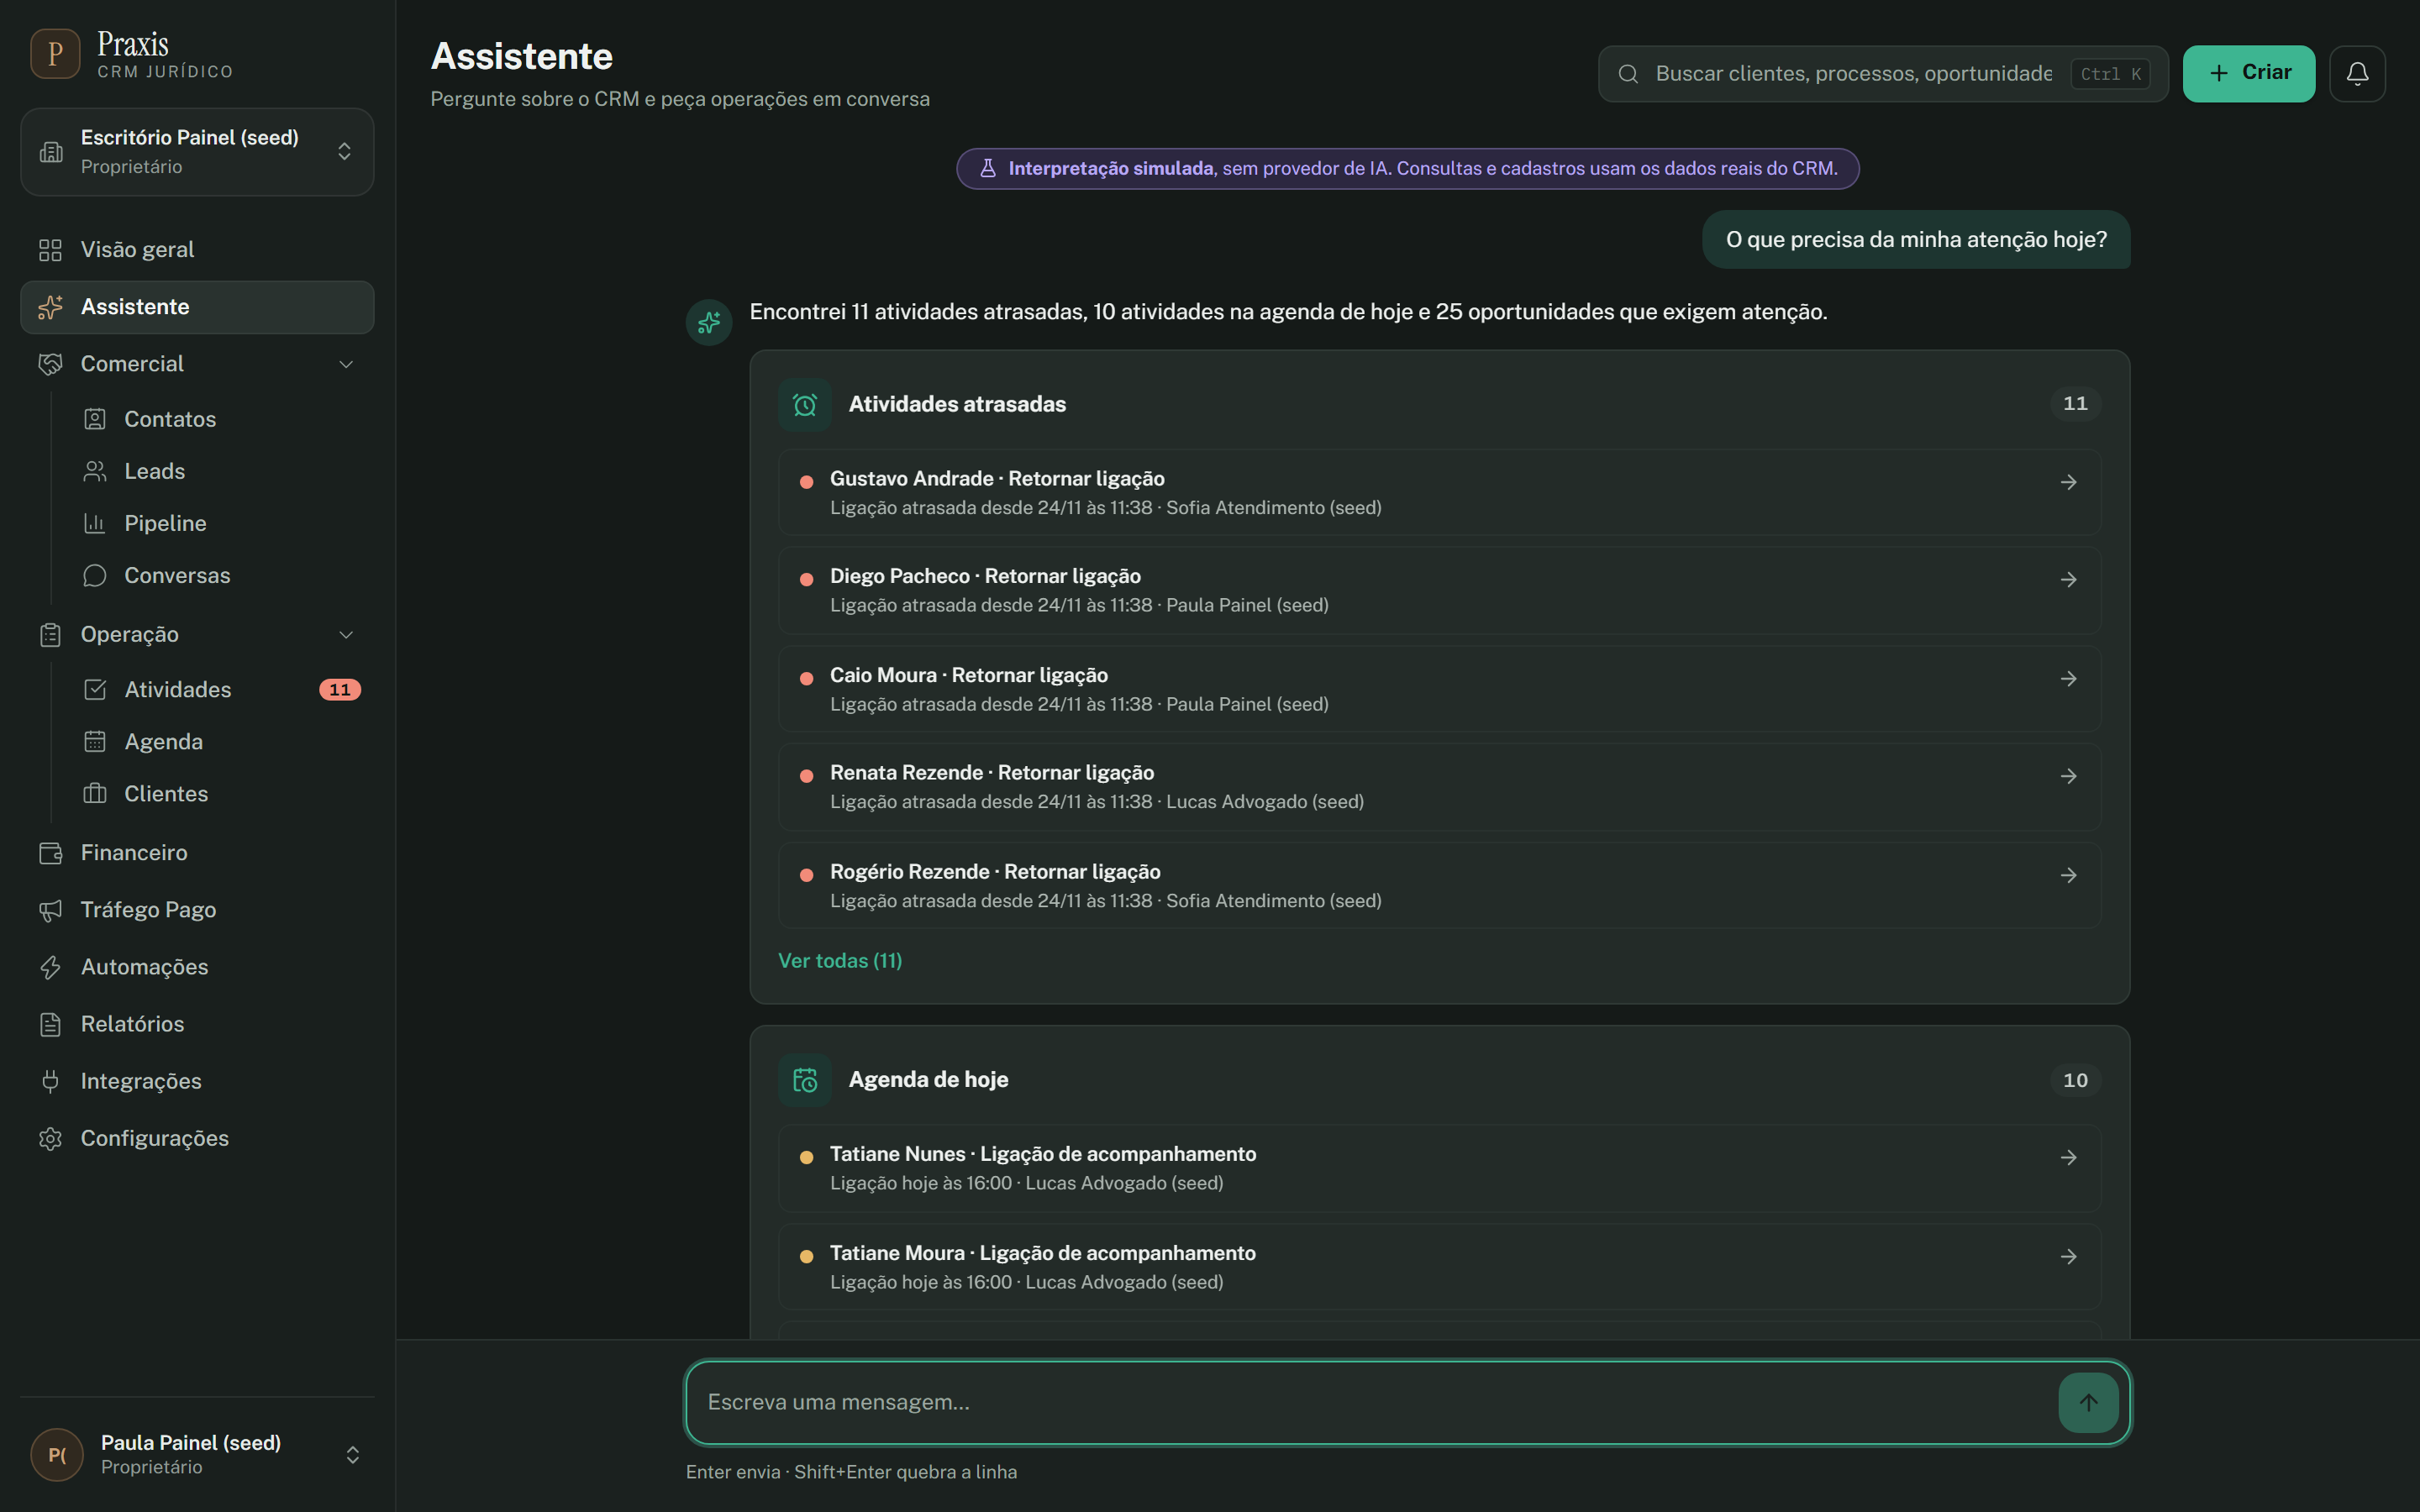 P
Praxis
CRM JURÍDICO
Escritório Painel (seed)
Proprietário
Visão geral
Assistente
Comercial
Contatos
Leads
Pipeline
Conversas
Operação
Atividades
11
Agenda
Clientes
Financeiro
Tráfego Pago
Automações
Relatórios
Integrações
Configurações
P(
Paula Painel (seed)
Proprietário
Assistente
Pergunte sobre o CRM e peça operações em conversa
Buscar clientes, processos, oportunidade
Ctrl K
Criar
Interpretação simulada, sem provedor de IA. Consultas e cadastros usam os dados reais do CRM.
O que precisa da minha atenção hoje?
Encontrei 11 atividades atrasadas, 10 atividades na agenda de hoje e 25 oportunidades que exigem atenção.
Atividades atrasadas
11
Gustavo Andrade · Retornar ligação
Ligação atrasada desde 24/11 às 11:38 · Sofia Atendimento (seed)
Diego Pacheco · Retornar ligação
Ligação atrasada desde 24/11 às 11:38 · Paula Painel (seed)
Caio Moura · Retornar ligação
Ligação atrasada desde 24/11 às 11:38 · Paula Painel (seed)
Renata Rezende · Retornar ligação
Ligação atrasada desde 24/11 às 11:38 · Lucas Advogado (seed)
Rogério Rezende · Retornar ligação
Ligação atrasada desde 24/11 às 11:38 · Sofia Atendimento (seed)
Ver todas (11)
Agenda de hoje
10
Tatiane Nunes · Ligação de acompanhamento
Ligação hoje às 16:00 · Lucas Advogado (seed)
Tatiane Moura · Ligação de acompanhamento
Ligação hoje às 16:00 · Lucas Advogado (seed)
Escreva uma mensagem...
Enter envia · Shift+Enter quebra a linha